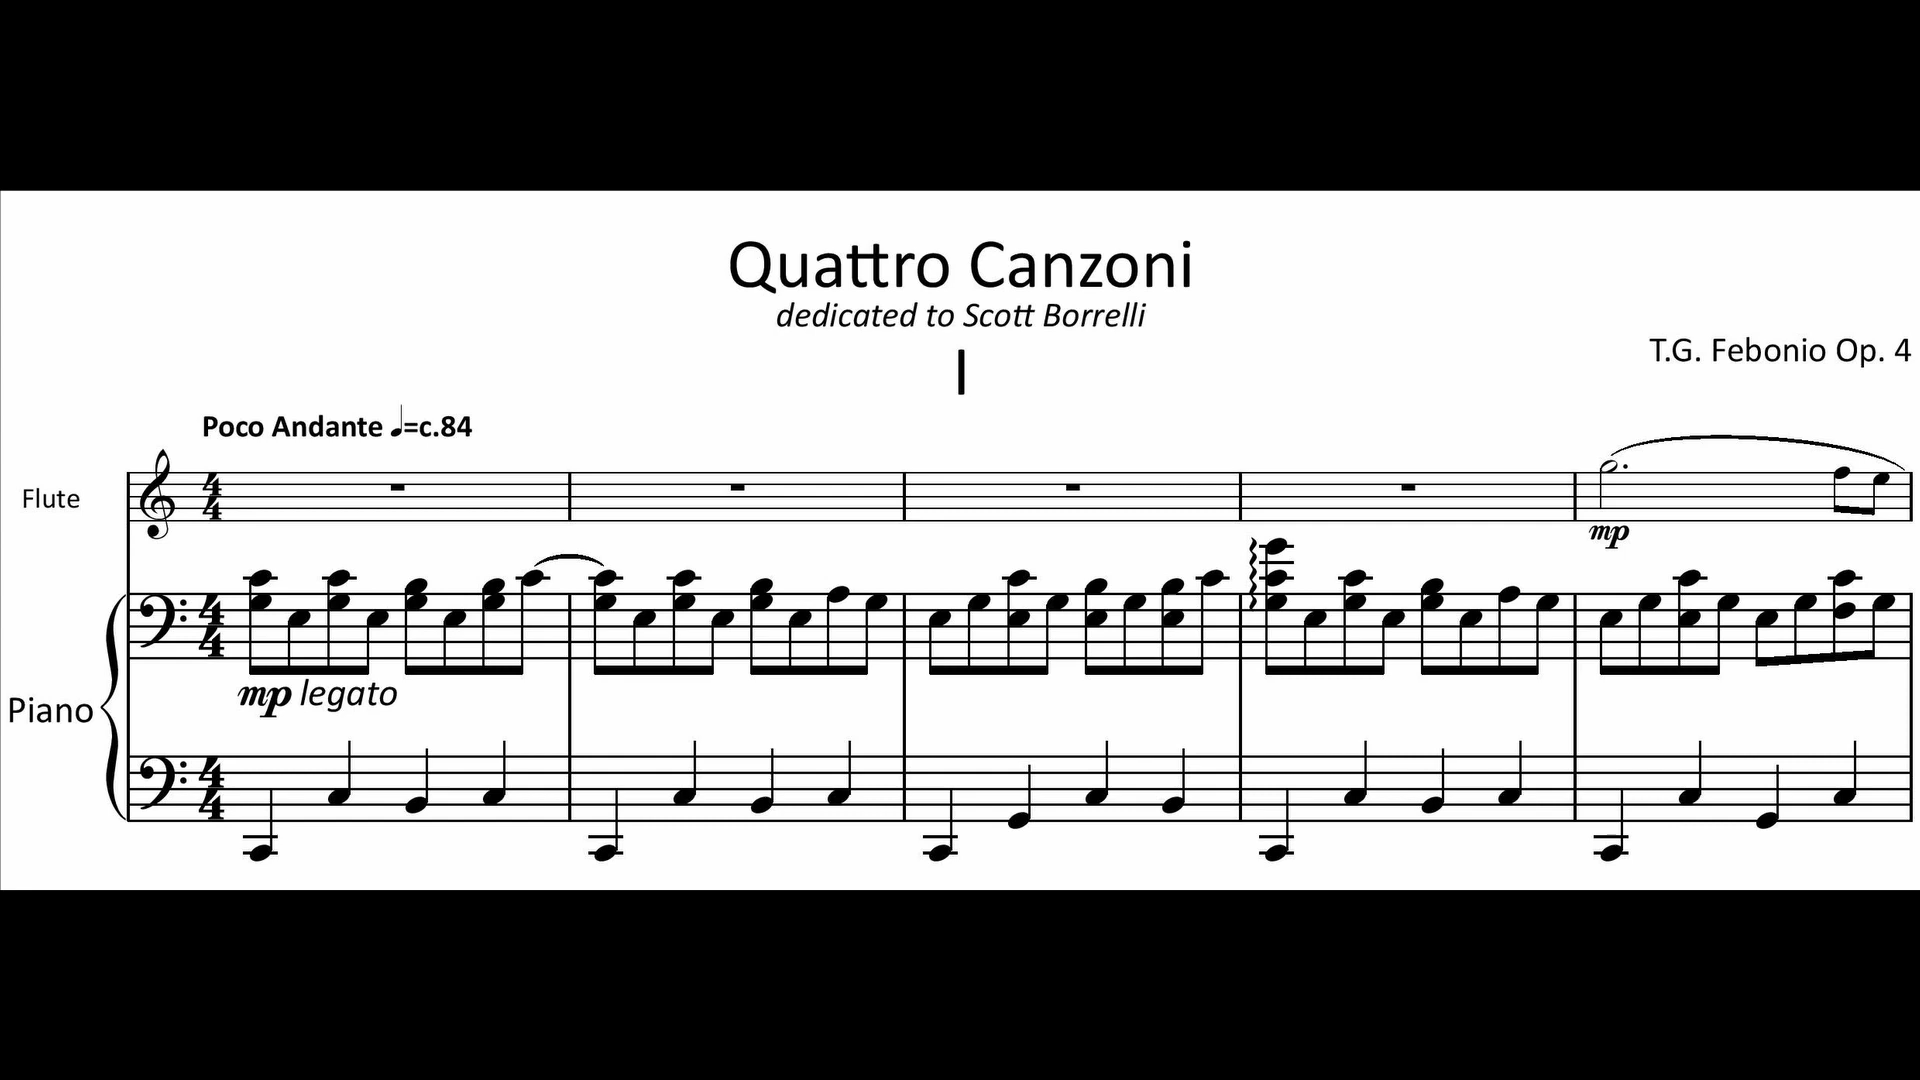 Quattro Canzoni
dedicated to Scott Borrelli
I
T.G. Febonio Op. 4
Poco Andante ♩=c.84
Flute
mp
mp legato
Piano